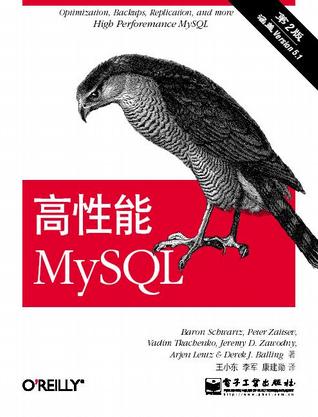 Optimization, Backups, Replication, and more
High Perforemance MySQL
第2版
涵盖Version 5.1
高性能
MySQL
Baron Schwartz, Peter Zaitsev,
Vadim Tkachenko, Jeremy D. Zawodny,
Arjen Lentz & Derek J. Balling 著
王小东 李军 康建勋 译
O'REILLY®
电子工业出版社